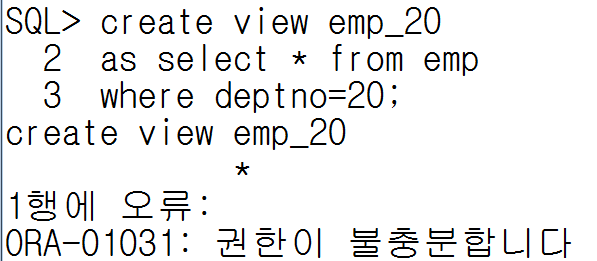 SQL> create view emp_20
  2  as select * from emp
  3  where deptno=20;
create view emp_20
            *
1행에 오류:
ORA-01031: 권한이 불충분합니다